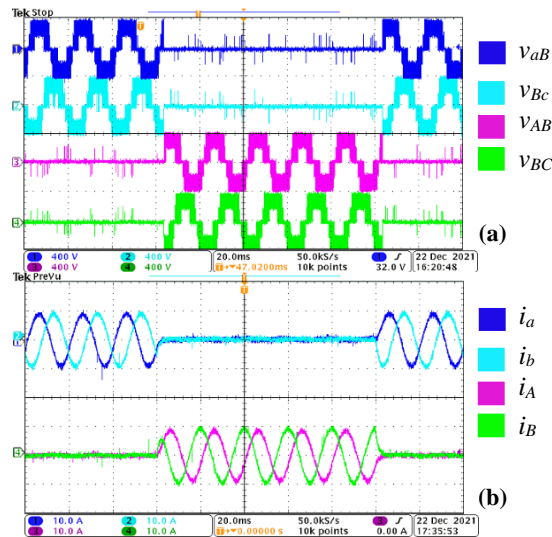 Tek Stop
T
T
1
2
3
4
v_aB
v_Bc
v_AB
v_BC
(a)
1 400 V 2 400 V 20.0ms 50.0kS/s 1 32.0 V 22 Dec 2021
3 400 V 4 400 V T→▼47.0200ms 10k points 16:20:48
Tek PreVu
T
2
4
i_a
i_b
i_A
i_B
(b)
1 10.0 A 2 10.0 A 20.0ms 50.0kS/s 3 0.00 A 22 Dec 2021
3 10.0 A 4 10.0 A T→▼0.00000 s 10k points 17:35:53